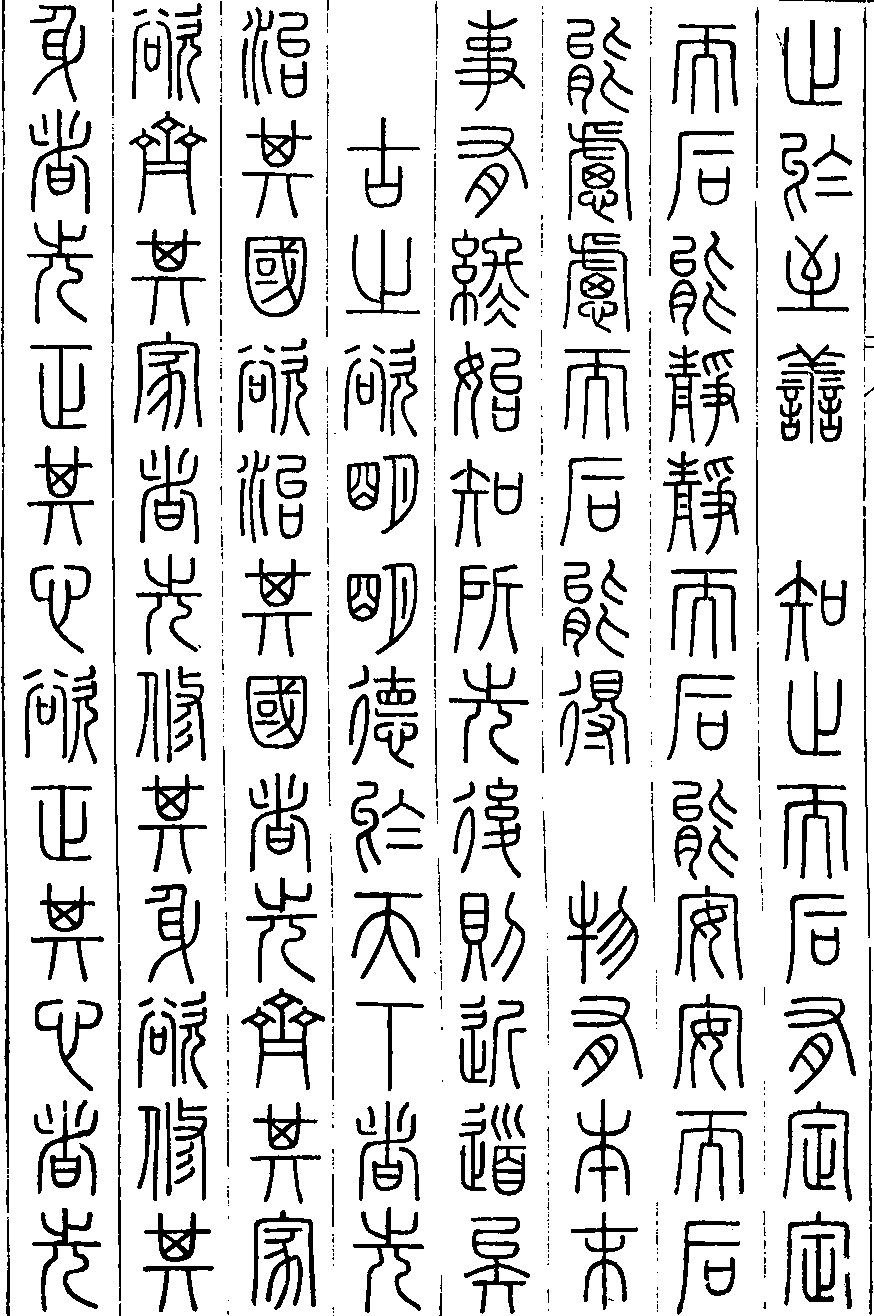 止於至善　知止而后有定定
而后能靜靜而后能安安而后
能慮慮而后能得　物有本末
事有終始知所先後則近道矣
古之欲明明德於天下者先
治其國欲治其國者先齊其家
欲齊其家者先修其身欲修其
身者先正其心欲正其心者先